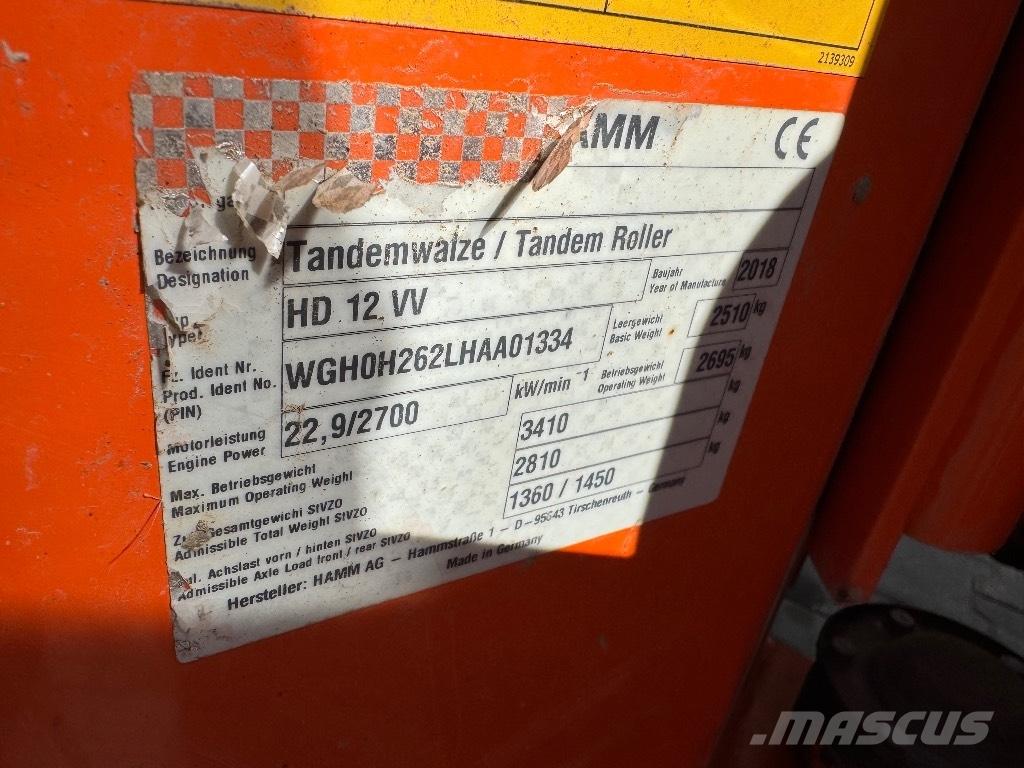 2139309
AMM CE
Bezeichnung
Designation
Tandemwalze / Tandem Roller
HD 12 VV
Baujahr
Year of Manufacture
2018
WGH0H262LHAA01334
Leergewicht
Basic Weight
2510 kg
Ident Nr.
Prod. Ident No.
(PIN)
22,9/2700
kW/min -1
Betriebsgewicht
Operating Weight
2695 kg
Motorleistung
Engine Power
Max. Betriebsgewicht
Maximum Operating Weight
3410 kg
Gesamtgewicht StVZO
Admissible Total Weight StVZO
2810 kg
Achslast vorn / hinten StVZO
Admissible Axle Load front / rear StVZO
1360 / 1450 kg
Hersteller: HAMM AG – Hammstraße 1 – D – 95643 Tirschenreuth – Germany
Made in Germany
MASCUS